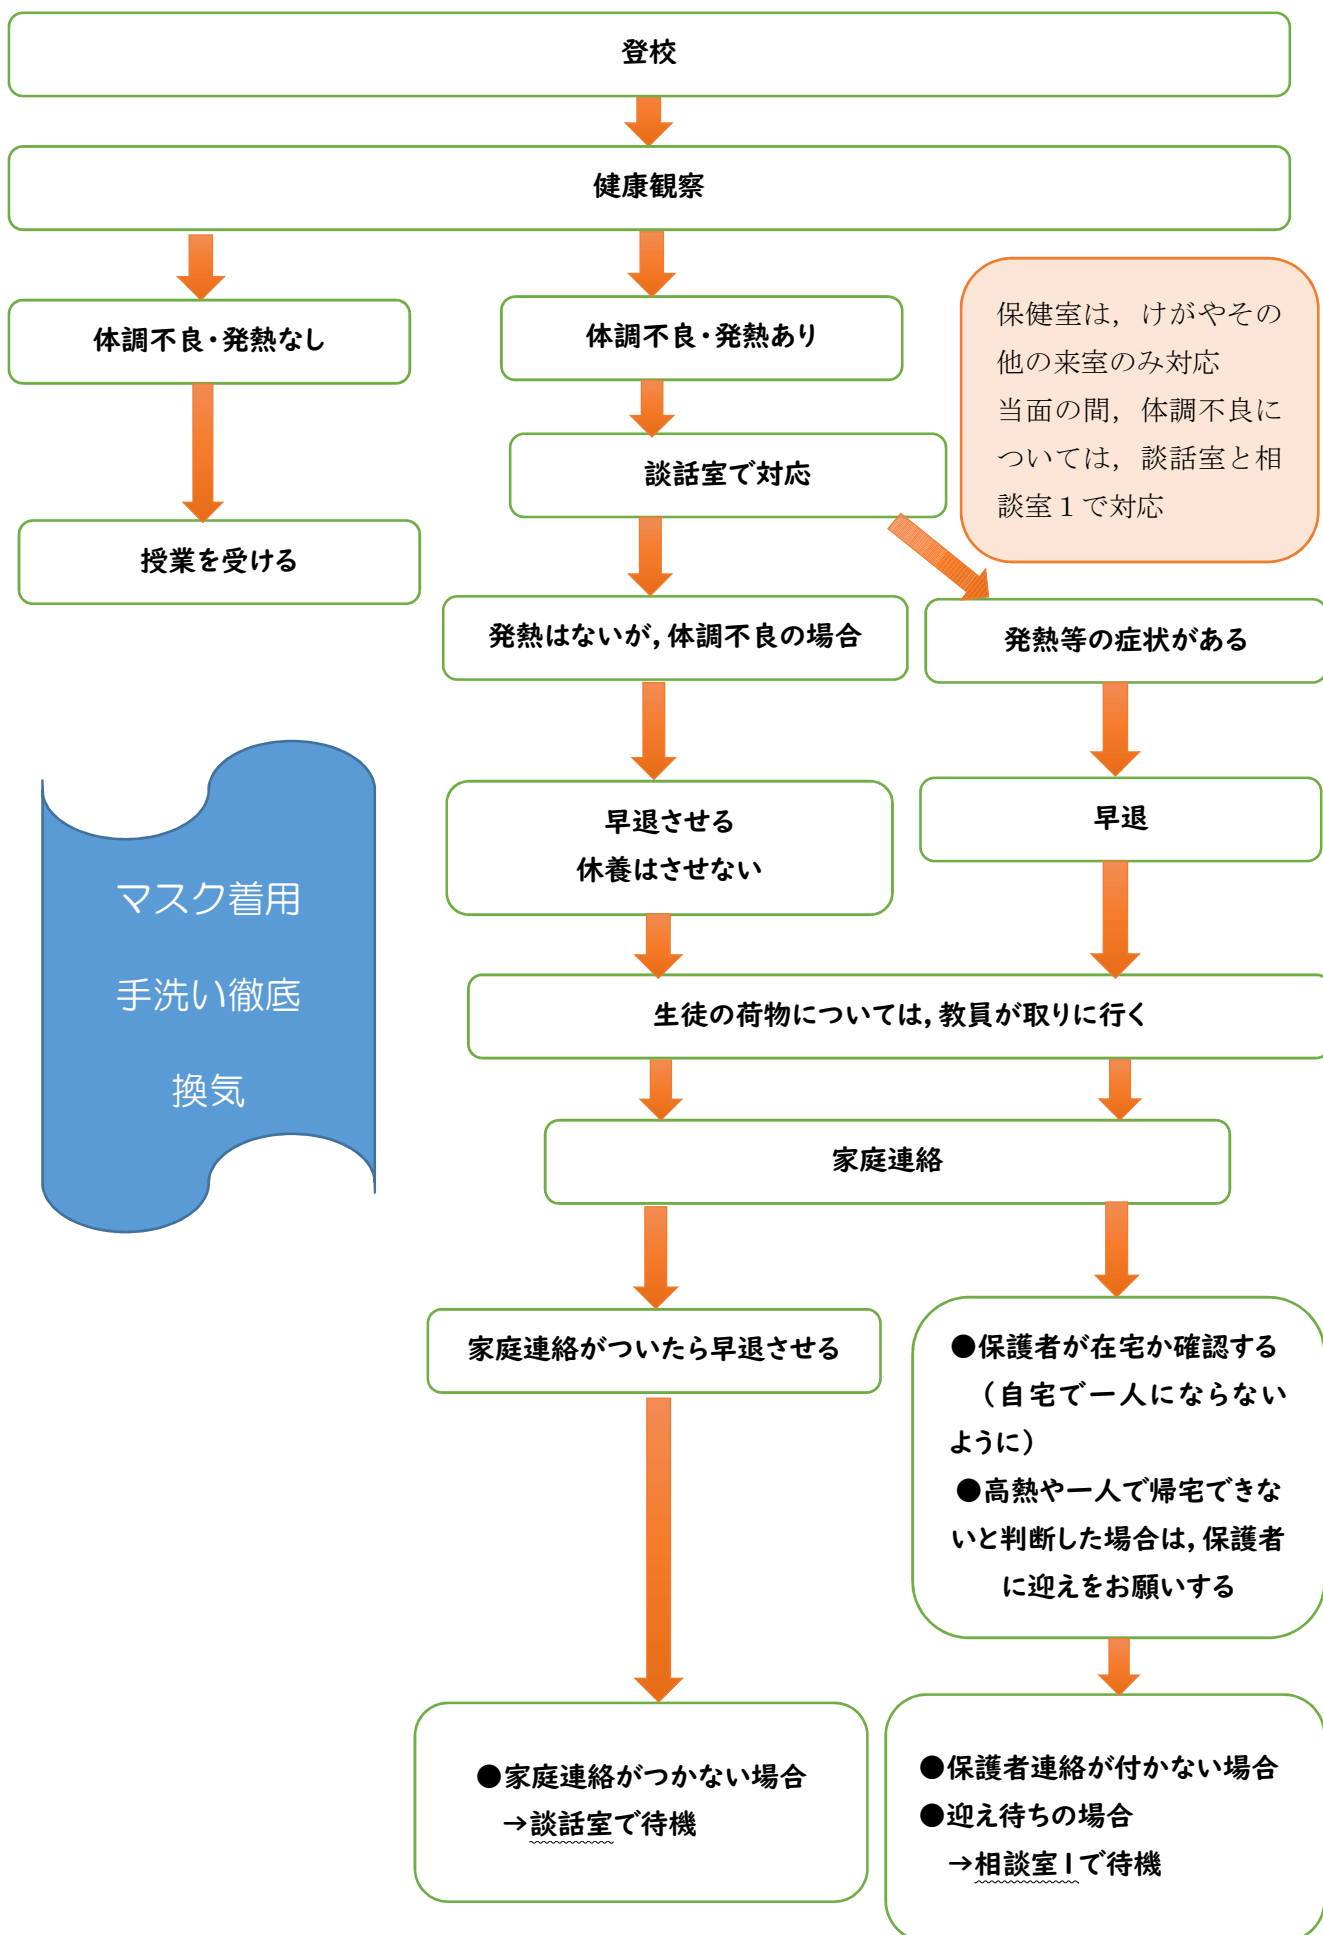 登校
健康観察
体調不良・発熱なし
体調不良・発熱あり
保健室は，けがやその
他の来室のみ対応
当面の間，体調不良に
ついては，談話室と相
談室１で対応
談話室で対応
授業を受ける
発熱はないが，体調不良の場合
発熱等の症状がある
早退させる
休養はさせない
早退
マスク着用
手洗い徹底
換気
生徒の荷物については，教員が取りに行く
家庭連絡
家庭連絡がついたら早退させる
●保護者が在宅か確認する
（自宅で一人にならない
ように）
●高熱や一人で帰宅できな
いと判断した場合は，保護者
に迎えをお願いする
●家庭連絡がつかない場合
→談話室で待機
●保護者連絡が付かない場合
●迎え待ちの場合
→相談室１で待機